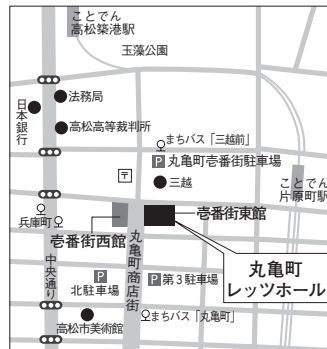 ことでん
高松築港駅
玉藻公園
法務局
日本銀行
高松高等裁判所
まちバス「三越前」
P 丸亀町壱番街駐車場
〒
三越
ことでん
片原町駅
兵庫町
壱番街東館
壱番街西館
丸亀町商店街
中央通り
丸亀町
レッツホール
P
北駐車場
P 第3駐車場
高松市美術館
まちバス「丸亀町」